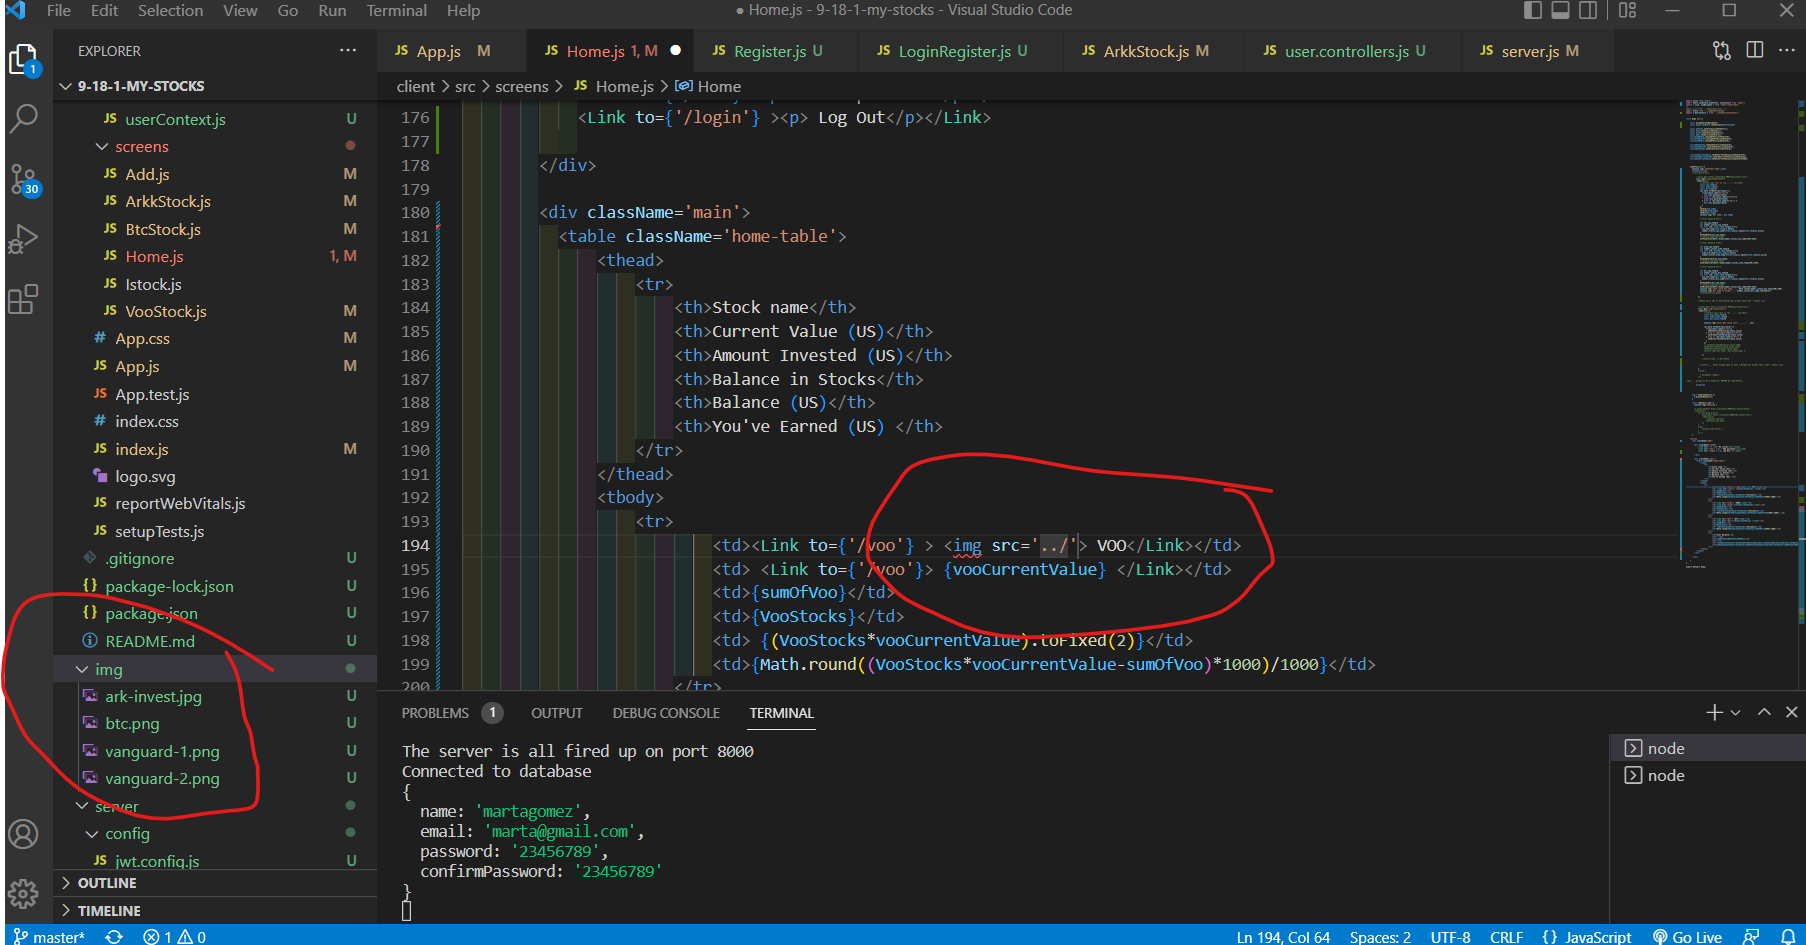 File Edit Selection View Go Run Terminal Help
● Home.js - 9-18-1-my-stocks - Visual Studio Code
EXPLORER
JS App.js M
JS Home.js 1, M
JS Register.js U
JS LoginRegister.js U
JS ArkkStock.js M
JS user.controllers.js U
JS server.js M
1
30
9-18-1-MY-STOCKS
JS userContext.js U
screens
JS Add.js M
JS ArkkStock.js M
JS BtcStock.js M
JS Home.js 1, M
JS Istock.js
JS VooStock.js M
# App.css M
JS App.js M
JS App.test.js
# index.css
JS index.js M
logo.svg
JS reportWebVitals.js
JS setupTests.js
.gitignore U
{} package-lock.json U
{} package.json U
README.md U
img
ark-invest.jpg U
btc.png U
vanguard-1.png U
vanguard-2.png U
server
config
JS jwt.config.js U
OUTLINE
TIMELINE
client > src > screens > JS Home.js > Home
176 <Link to={'/login'} ><p> Log Out</p></Link>
177
178 </div>
179
180 <div className='main'>
181 <table className='home-table'>
182 <thead>
183 <tr>
184 <th>Stock name</th>
185 <th>Current Value (US)</th>
186 <th>Amount Invested (US)</th>
187 <th>Balance in Stocks</th>
188 <th>Balance (US)</th>
189 <th>You've Earned (US) </th>
190 </tr>
191 </thead>
192 <tbody>
193 <tr>
194 <td><Link to={'/voo'} > <img src='../'> VOO</Link></td>
195 <td> <Link to={'/voo'}> {vooCurrentValue} </Link></td>
196 <td>{sumOfVoo}</td>
197 <td>{VooStocks}</td>
198 <td> {(VooStocks*vooCurrentValue).toFixed(2)}</td>
199 <td>{Math.round((VooStocks*vooCurrentValue-sumOfVoo)*1000)/1000}</td>
200 </tr>
PROBLEMS 1 OUTPUT DEBUG CONSOLE TERMINAL
The server is all fired up on port 8000
Connected to database
{
name: 'martagomez',
email: 'marta@gmail.com',
password: '23456789',
confirmPassword: '23456789'
}
node
node
master* 1 0
Ln 194, Col 64 Spaces: 2 UTF-8 CRLF {} JavaScript Go Live